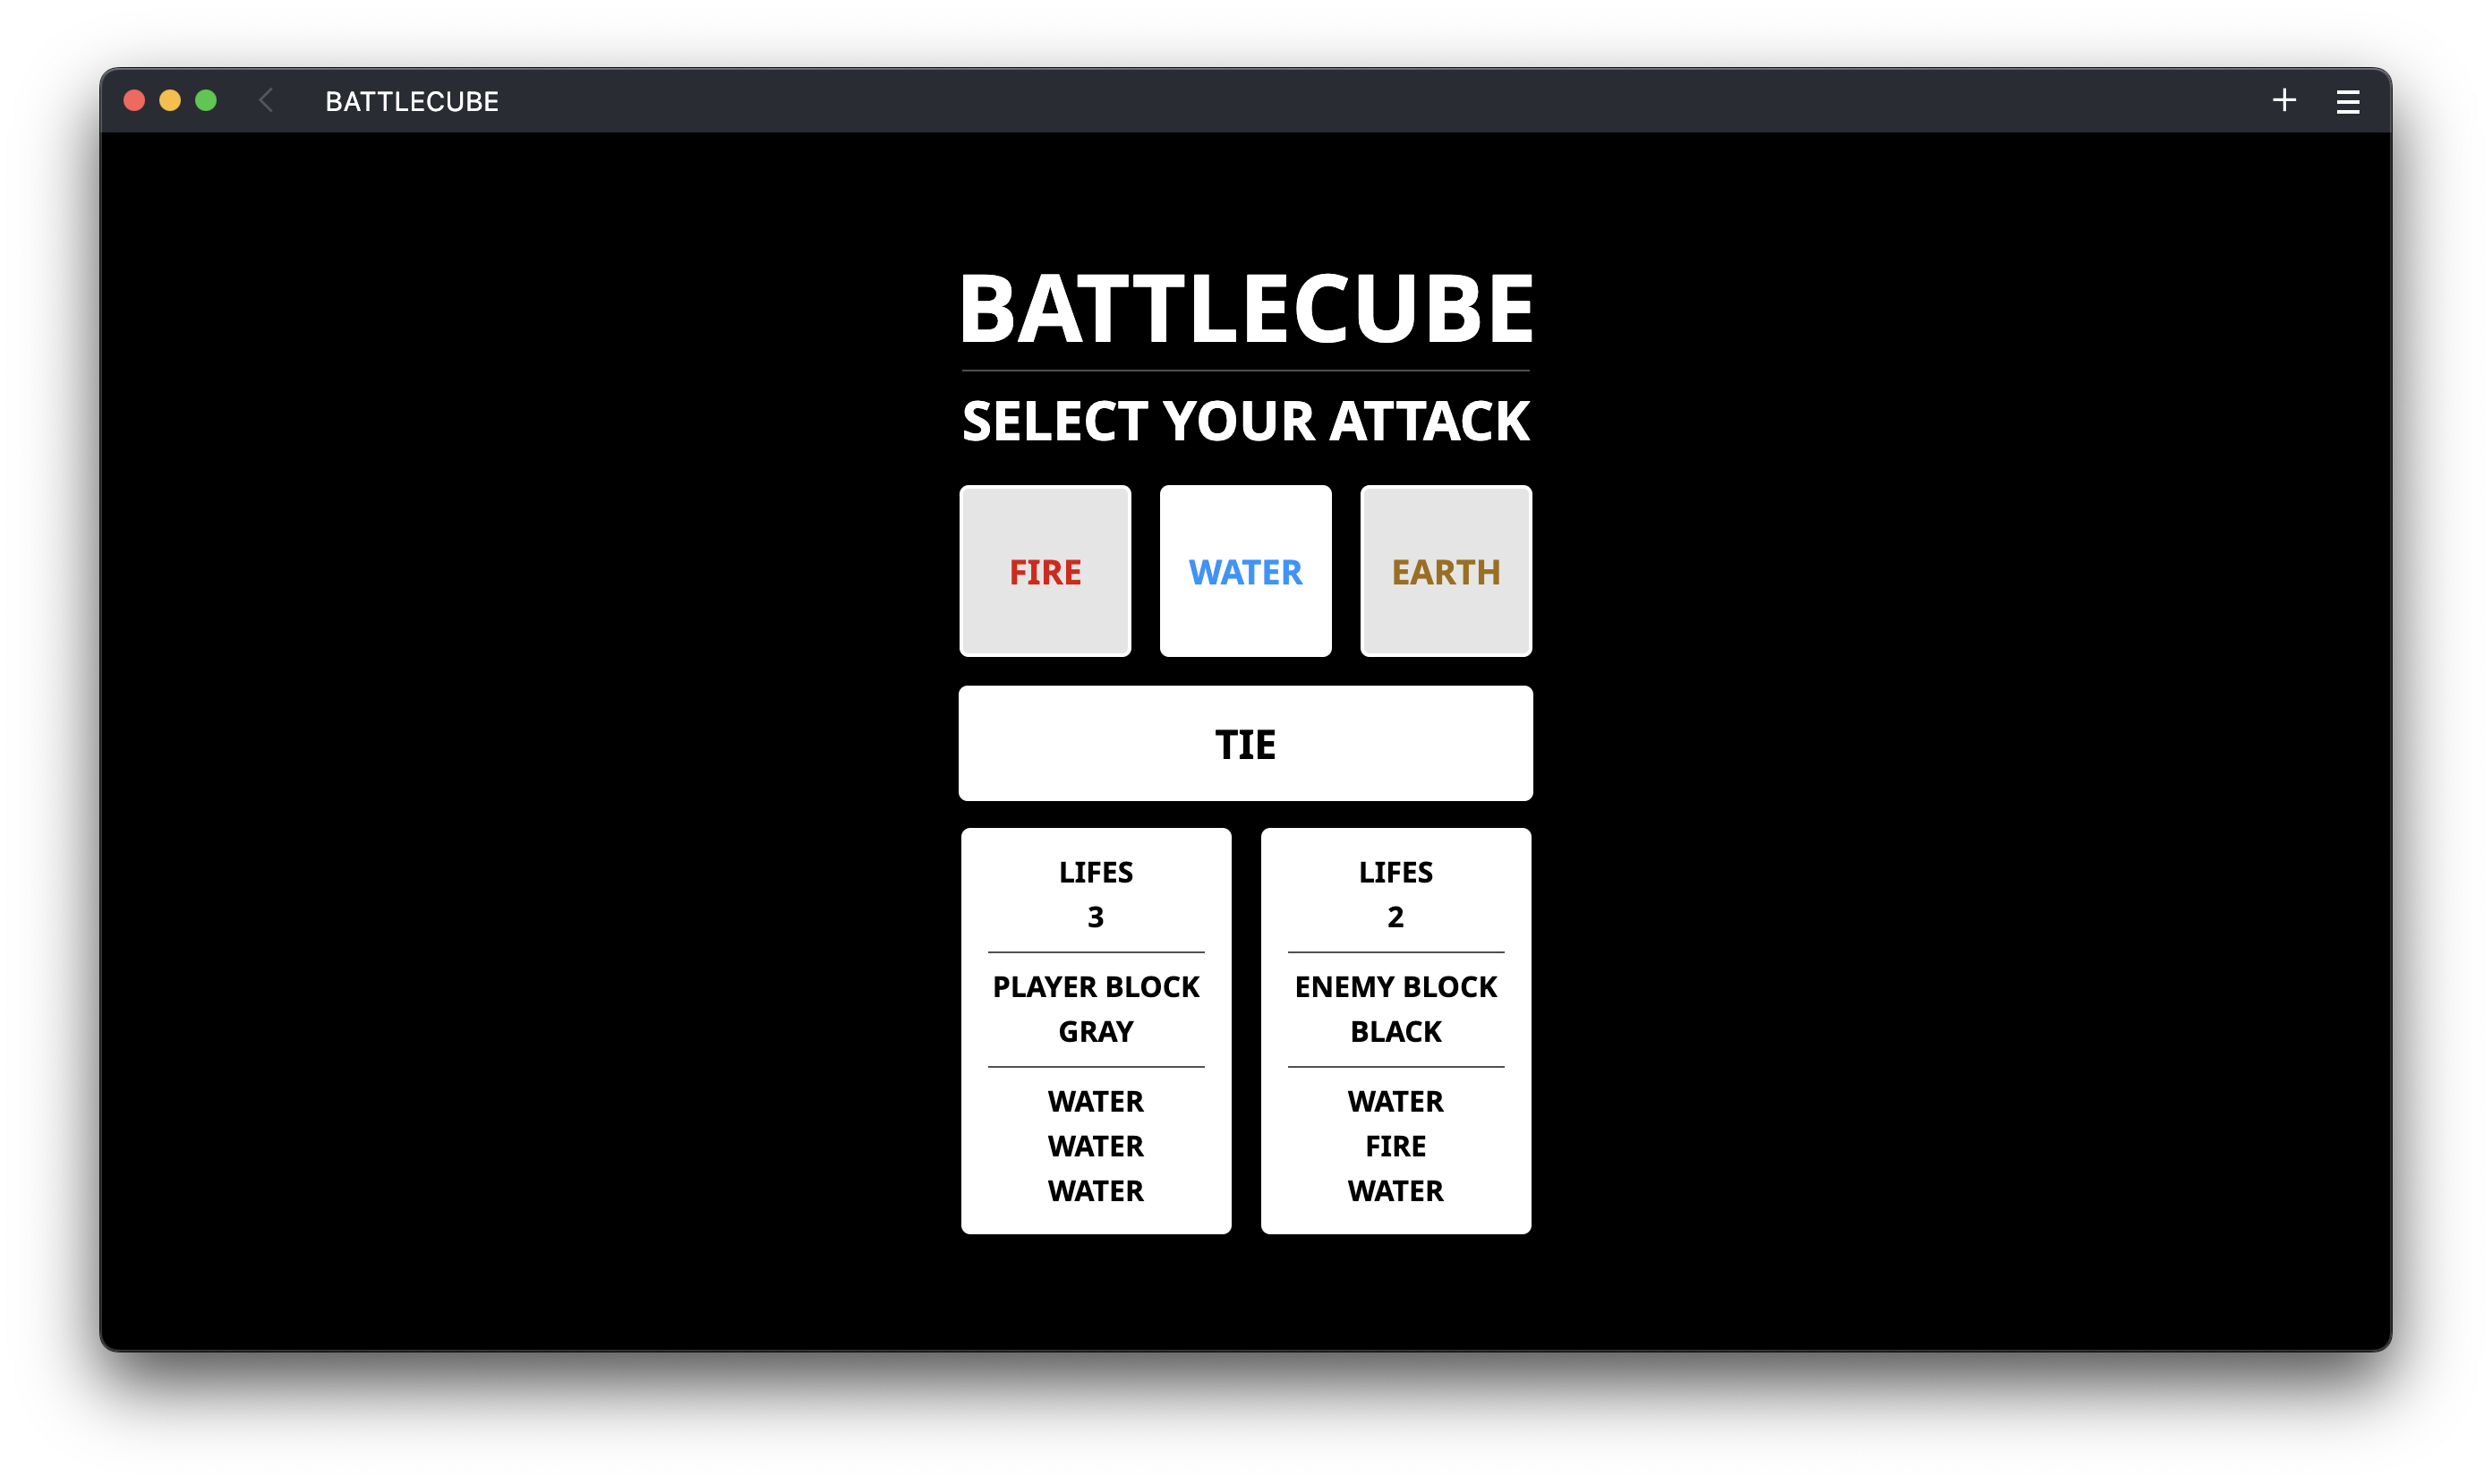 BATTLECUBE
BATTLECUBE
SELECT YOUR ATTACK
FIRE
WATER
EARTH
TIE
LIFES
3
PLAYER BLOCK
GRAY
WATER
WATER
WATER
LIFES
2
ENEMY BLOCK
BLACK
WATER
FIRE
WATER